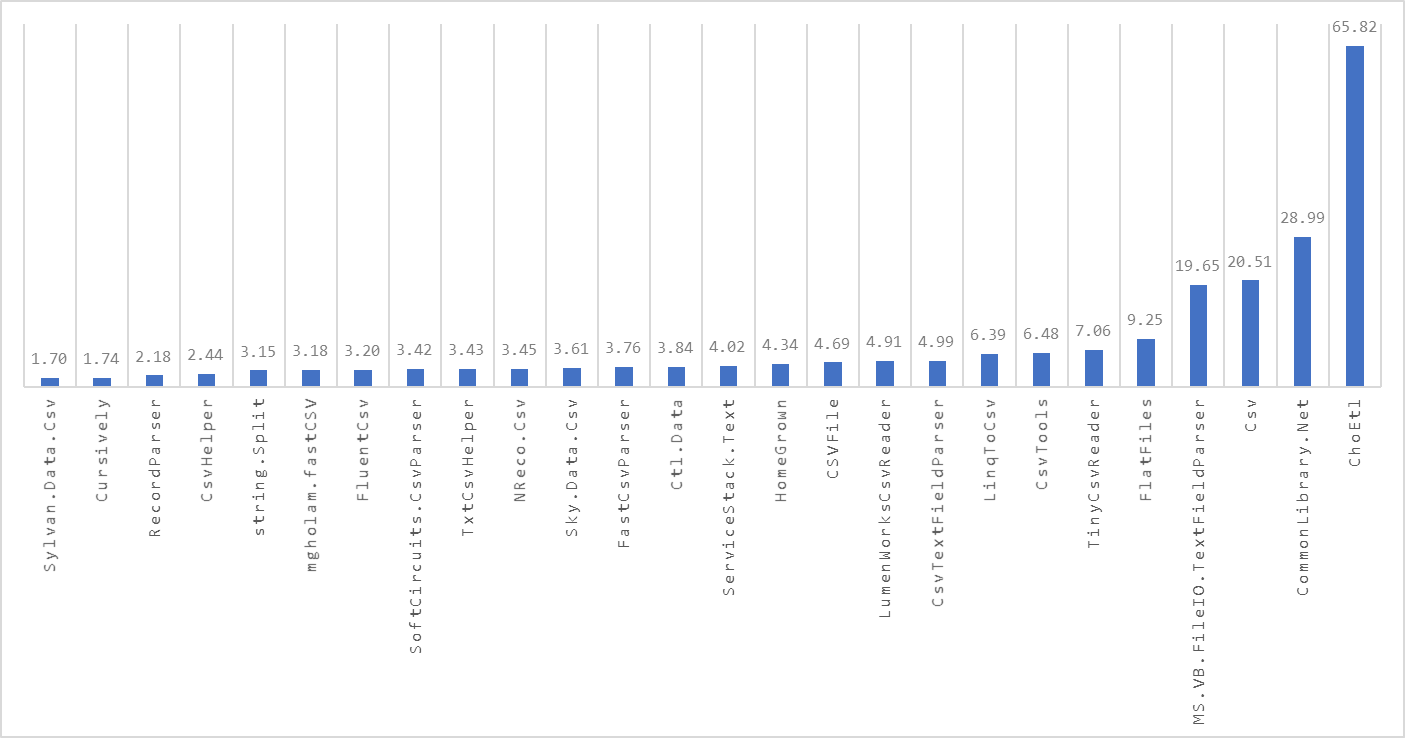 65.82
28.99
19.65
20.51
9.25
7.06
6.39
6.48
4.91
4.99
4.69
4.34
4.02
3.84
3.76
3.61
3.45
3.43
3.42
3.20
3.18
3.15
2.44
2.18
1.74
1.70
Sylvan.Data.Csv
Cursively
RecordParser
CsvHelper
string.Split
mgholam.fastCSV
FluentCsv
SoftCircuits.CsvParser
TxtCsvHelper
NReco.Csv
Sky.Data.Csv
FastCsvParser
Ctl.Data
ServiceStack.Text
HomeGrown
CSVFile
LumenWorksCsvReader
CsvTextFieldParser
LinqToCsv
CsvTools
TinyCsvReader
FlatFiles
MS.VB.FileIO.TextFieldParser
Csv
CommonLibrary.Net
ChoEtl